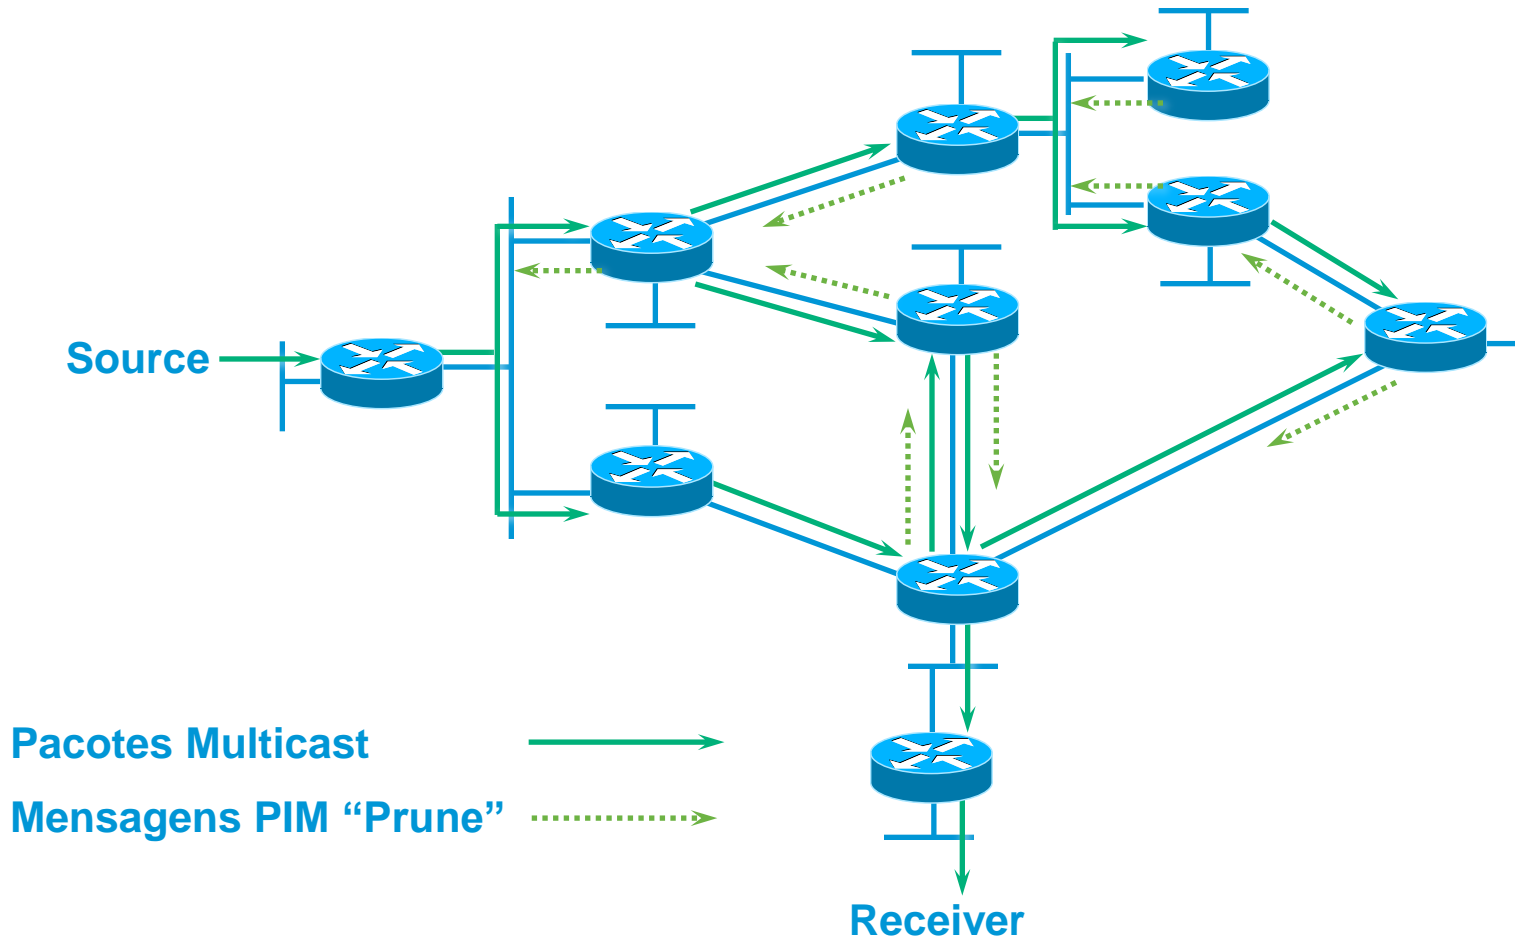 Source
Pacotes Multicast
Mensagens PIM “Prune”
Receiver